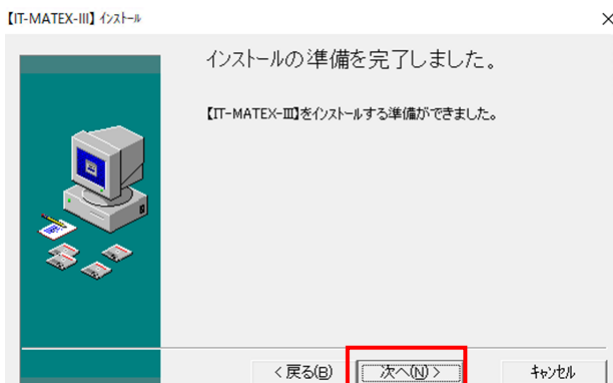 【IT-MATEX-III】 インストール
インストールの準備を完了しました。
【IT-MATEX-Ⅲ】をインストールする準備ができました。
< 戻る(B)
次へ(N) >
キャンセル